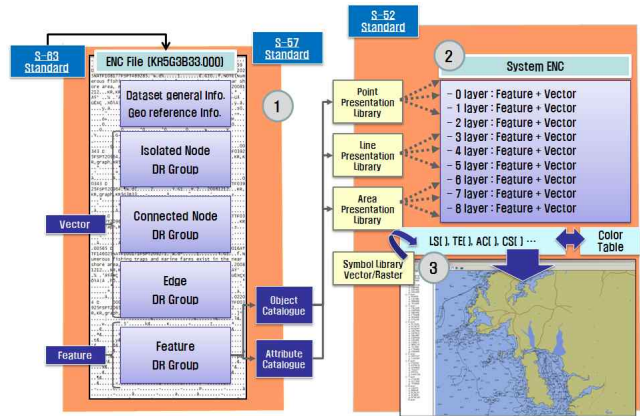 S-63
Standard
ENC File (KR5G3B33.000)
S-57
Standard
Dataset general Info.
Geo reference Info.
1
Isolated Node
DR Group
Vector
Connected Node
DR Group
Edge
DR Group
Feature
Feature
DR Group
Object
Catalogue
Attribute
Catalogue
S-52
Standard
2
System ENC
Point
Presentation
Library
Line
Presentation
Library
Area
Presentation
Library
- 0 layer : Feature + Vector
- 1 layer : Feature + Vector
- 2 layer : Feature + Vector
- 3 layer : Feature + Vector
- 4 layer : Feature + Vector
- 5 layer : Feature + Vector
- 6 layer : Feature + Vector
- 7 layer : Feature + Vector
- 8 layer : Feature + Vector
LS( ), TE( ), AC( ), CS( ) ...
Color
Table
Symbol Library
Vector/Raster
3